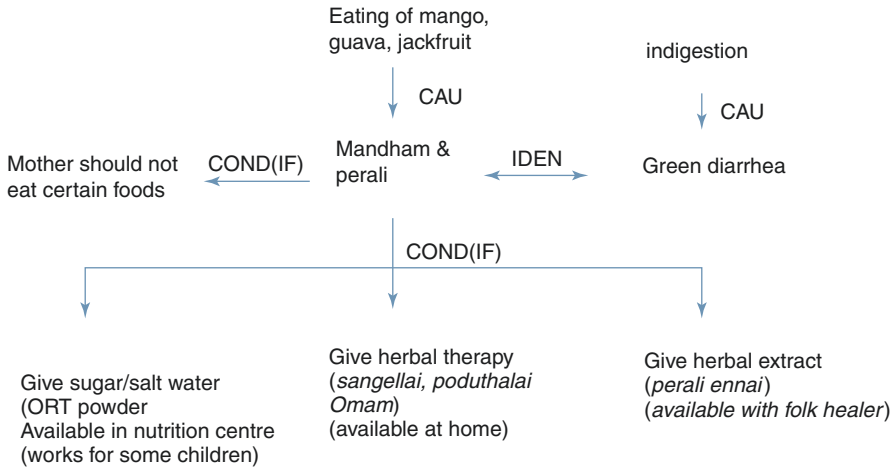 Eating of mango,
guava, jackfruit
indigestion
CAU
CAU
Mother should not
eat certain foods
COND(IF)
Mandham &
perali
IDEN
Green diarrhea
COND(IF)
Give sugar/salt water
(ORT powder
Available in nutrition centre
(works for some children)
Give herbal therapy
(sangellai, poduthalai
Omam)
(available at home)
Give herbal extract
(perali ennai)
(available with folk healer)